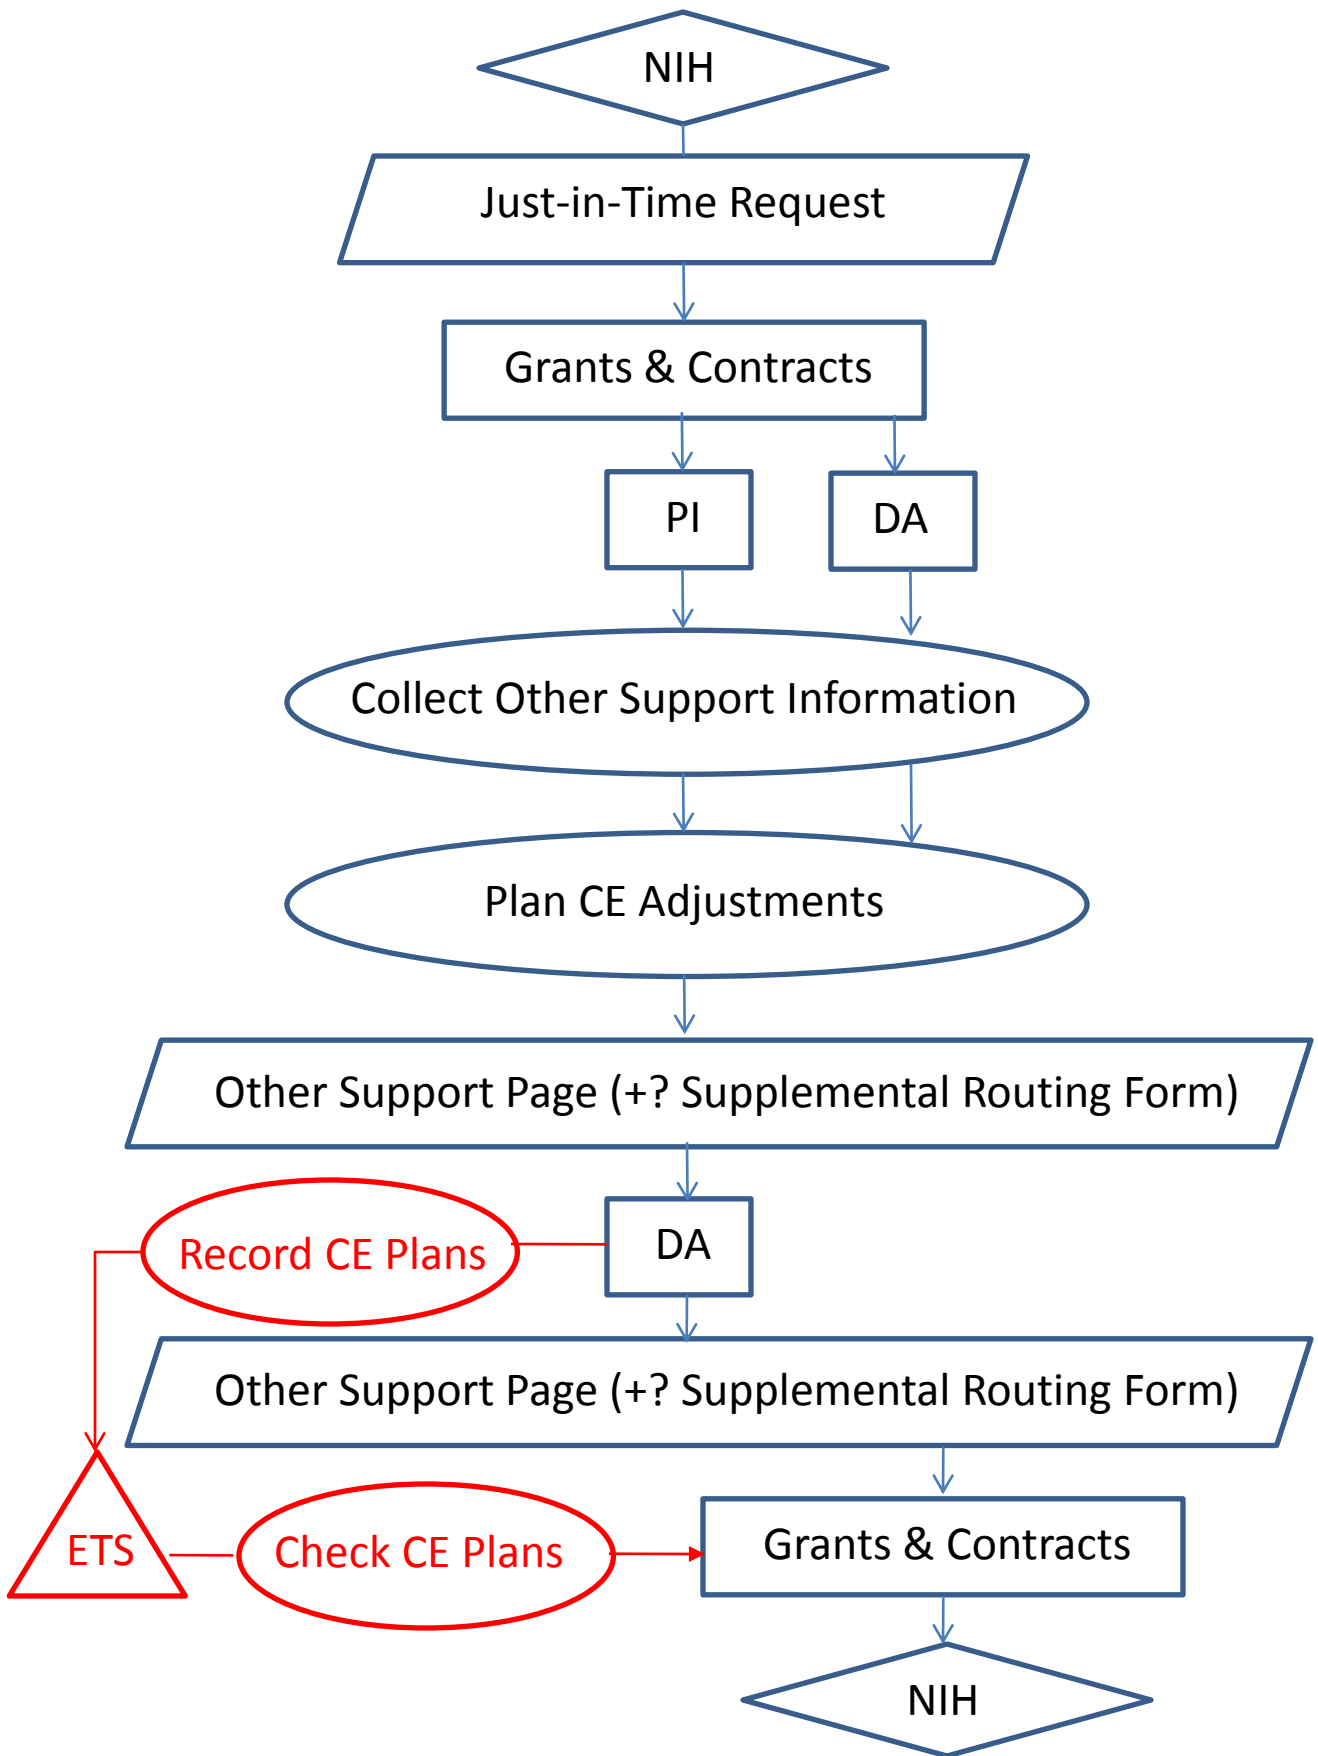 NIH
Just-in-Time Request
Grants & Contracts
PI
DA
Collect Other Support Information
Plan CE Adjustments
Other Support Page (+? Supplemental Routing Form)
Record CE Plans
DA
Other Support Page (+? Supplemental Routing Form)
ETS
Check CE Plans
Grants & Contracts
NIH